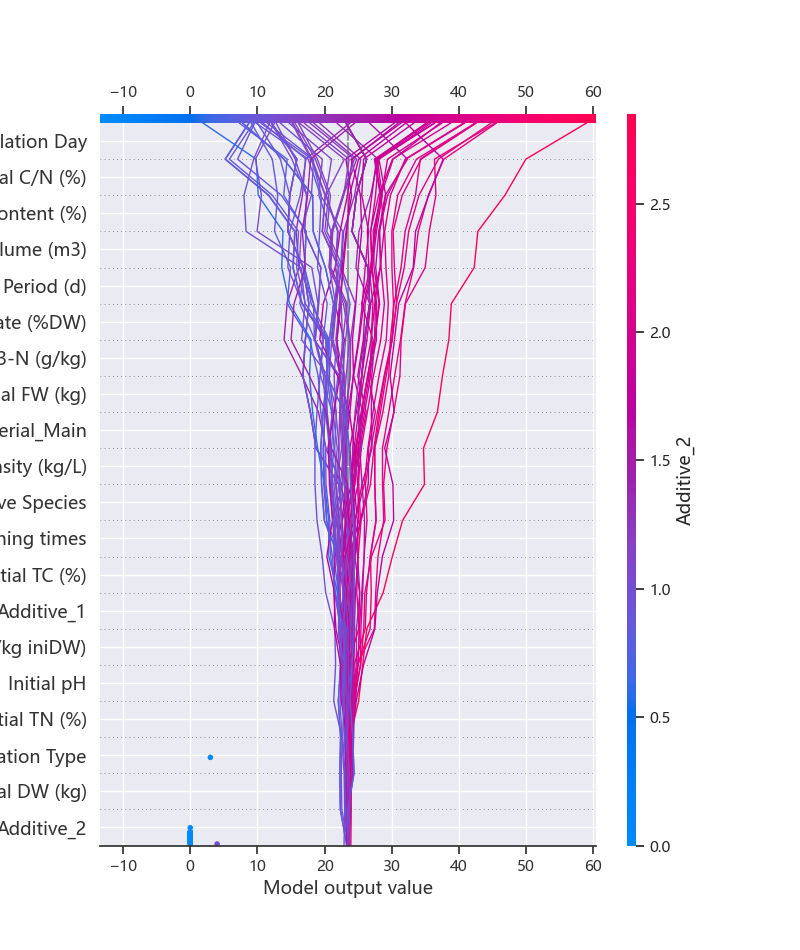 −10 0 10 20 30 40 50 60
lation Day
al C/N (%)
ontent (%)
lume (m3)
Period (d)
ate (%DW)
3-N (g/kg)
al FW (kg)
erial_Main
nsity (kg/L)
ve Species
ning times
tial TC (%)
Additive_1
/kg iniDW)
Initial pH
tial TN (%)
ation Type
al DW (kg)
Additive_2
−10 0 10 20 30 40 50 60
Model output value
2.5
2.0
1.5
1.0
0.5
0.0
Additive_2